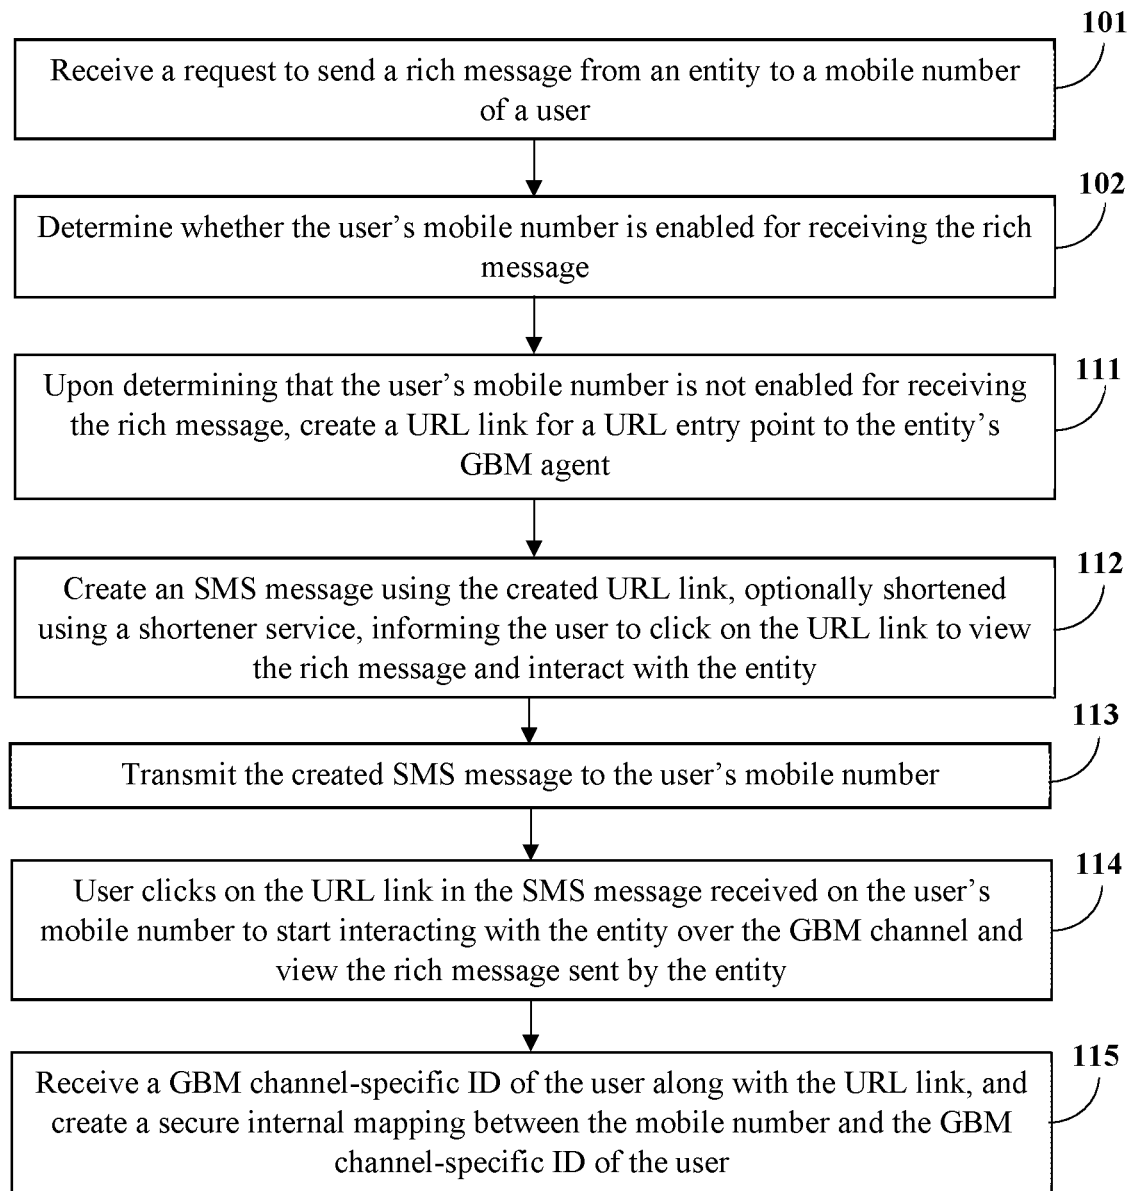 101
Receive a request to send a rich message from an entity to a mobile number
of a user
102
Determine whether the user's mobile number is enabled for receiving the rich
message
111
Upon determining that the user's mobile number is not enabled for receiving
the rich message, create a URL link for a URL entry point to the entity's
GBM agent
112
Create an SMS message using the created URL link, optionally shortened
using a shortener service, informing the user to click on the URL link to view
the rich message and interact with the entity
113
Transmit the created SMS message to the user's mobile number
114
User clicks on the URL link in the SMS message received on the user's
mobile number to start interacting with the entity over the GBM channel and
view the rich message sent by the entity
115
Receive a GBM channel-specific ID of the user along with the URL link, and
create a secure internal mapping between the mobile number and the GBM
channel-specific ID of the user